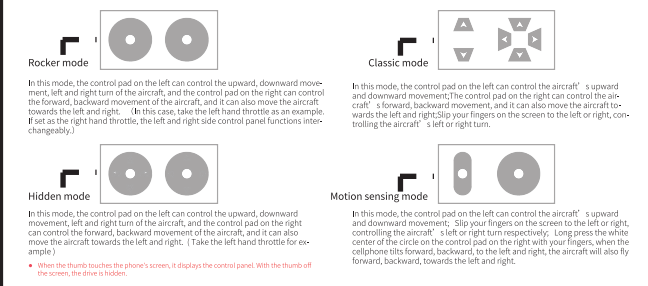 Rocker mode
In this mode, the control pad on the left can control the upward, downward move-
ment, left and right turn of the aircraft, and the control pad on the right can control
the forward, backward movement of the aircraft, and it can also move the aircraft
towards the left and right. (In this case, take the left hand throttle as an example.
If set as the right hand throttle, the left and right side control panel functions inter-
changeably.)
Classic mode
In this mode, the control pad on the left can control the aircraft' s upward
and downward movement;The control pad on the right can control the air-
craft' s forward, backward movement, and it can also move the aircraft to-
wards the left and right;Slip your fingers on the screen to the left or right, con-
trolling the aircraft' s left or right turn.
Hidden mode
In this mode, the control pad on the left can control the upward, downward
movement, left and right turn of the aircraft, and the control pad on the right
can control the forward, backward movement of the aircraft, and it can also
move the aircraft towards the left and right. ( Take the left hand throttle for ex-
ample )
When the thumb touches the phone's screen, it displays the control panel. With the thumb off
the screen, the drive is hidden.
Motion sensing mode
In this mode, the control pad on the left can control the aircraft' s upward
and downward movement; Slip your fingers on the screen to the left or right,
controlling the aircraft' s left or right turn respectively; Long press the white
center of the circle on the control pad on the right with your fingers, when the
cellphone tilts forward, backward, to the left and right, the aircraft will also fly
forward, backward, towards the left and right.